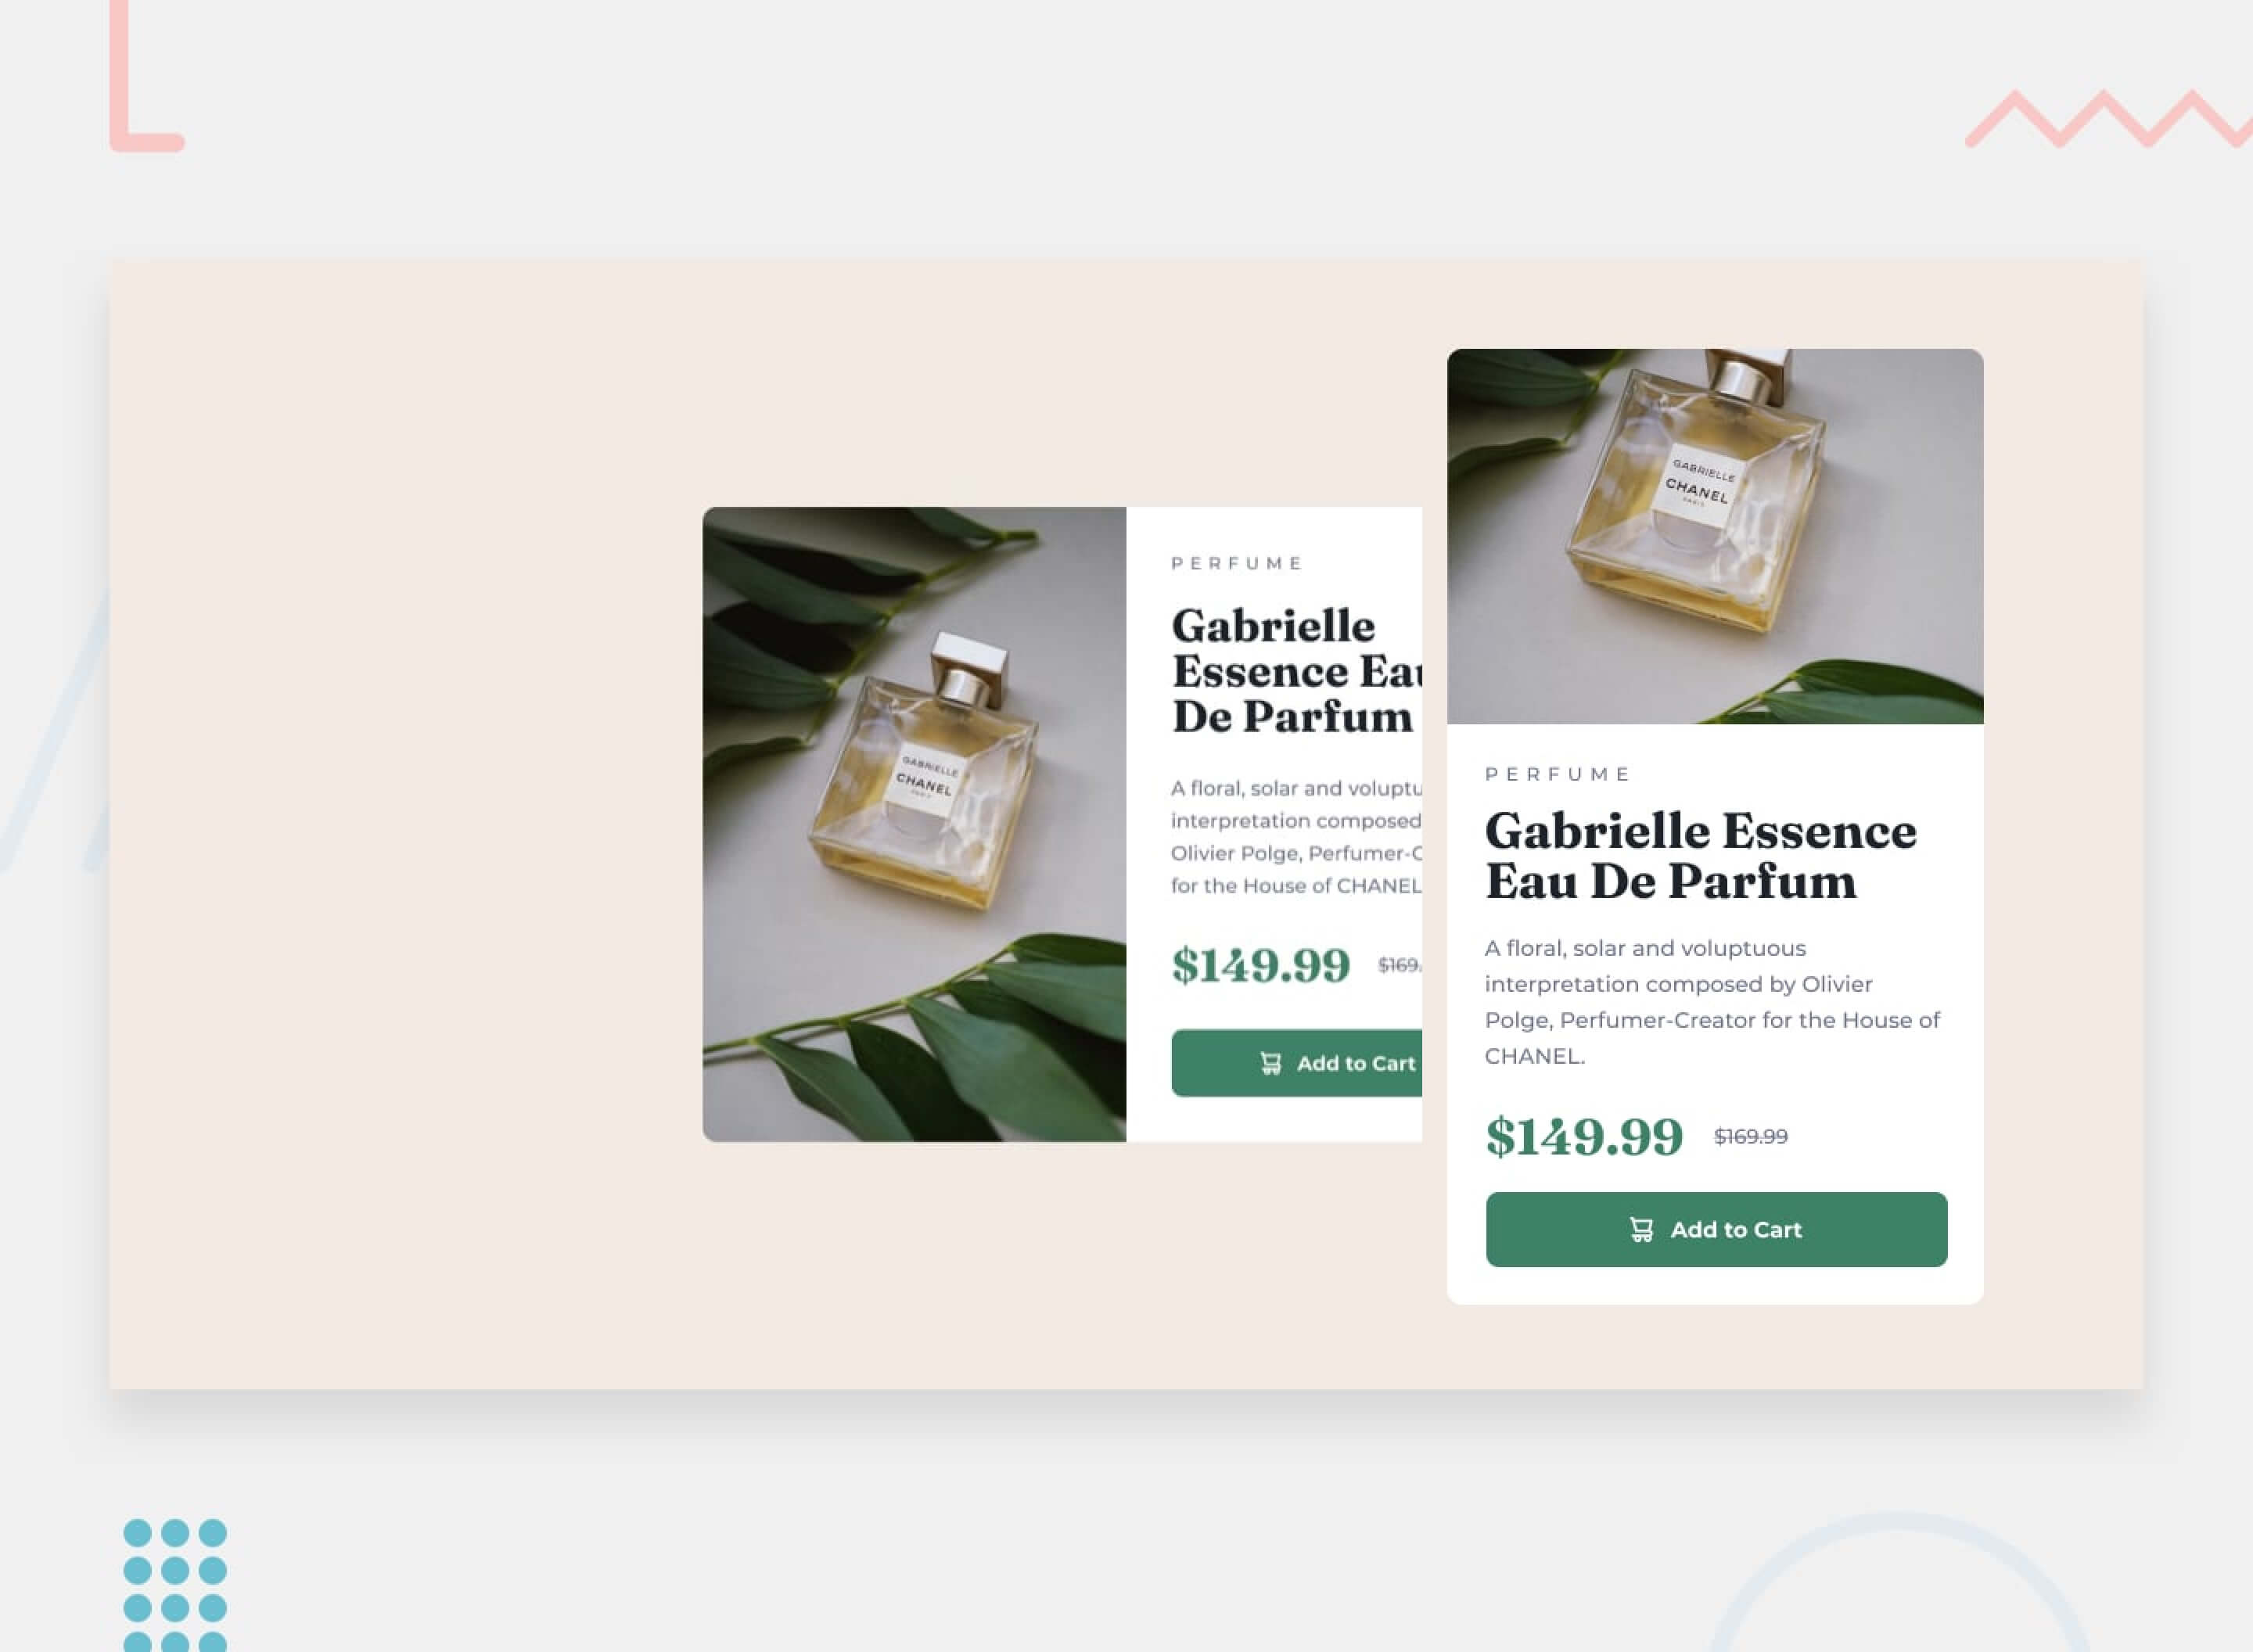 GABRIELLE
CHANEL
PARIS
PERFUME
Gabrielle
Essence Eau
De Parfum
A floral, solar and voluptu
interpretation composed
Olivier Polge, Perfumer-C
for the House of CHANEL
$149.99 $169.
Add to Cart
GABRIELLE
CHANEL
PARIS
PERFUME
Gabrielle Essence
Eau De Parfum
A floral, solar and voluptuous
interpretation composed by Olivier
Polge, Perfumer-Creator for the House of
CHANEL.
$149.99 $169.99
Add to Cart